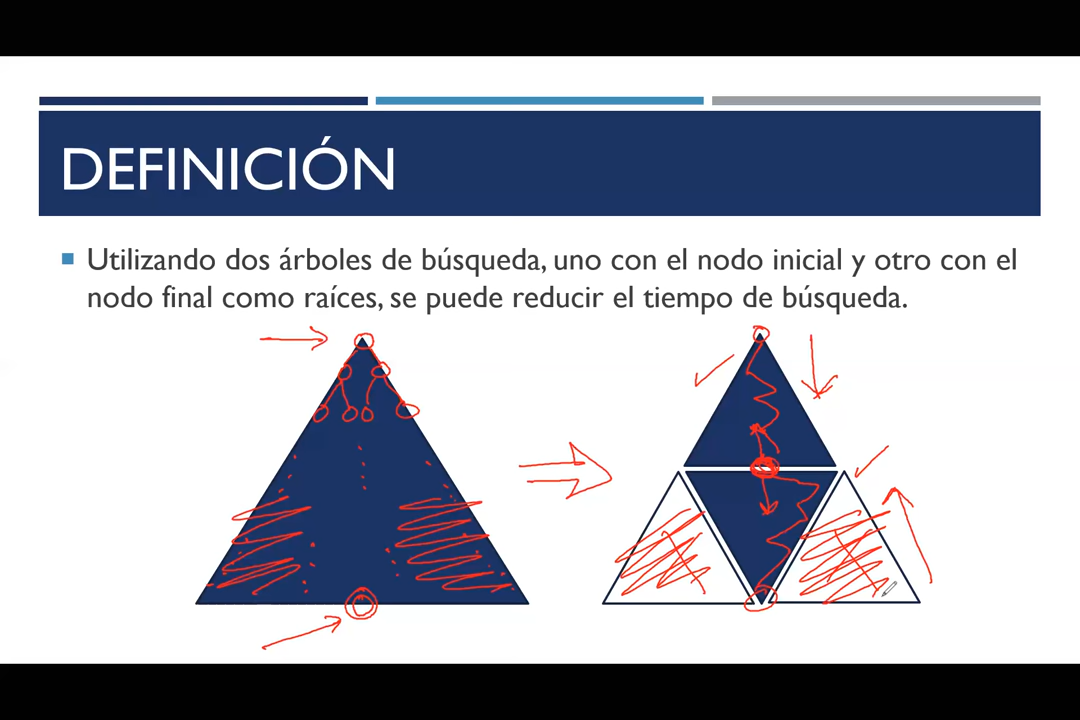 DEFINICIÓN
Utilizando dos árboles de búsqueda, uno con el nodo inicial y otro con el
nodo final como raíces, se puede reducir el tiempo de búsqueda.